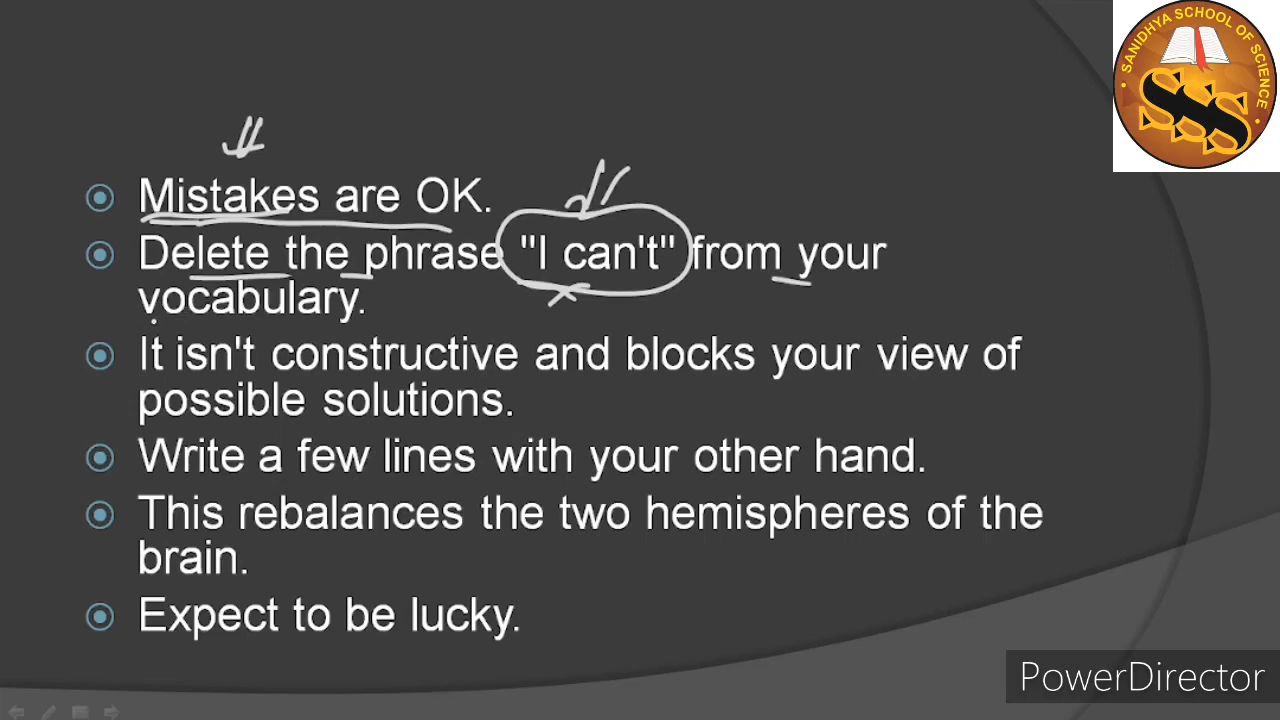 SANIDHYA SCHOOL OF SCIENCE
SSS
Mistakes are OK.
Delete the phrase "I can't" from your
vocabulary.
It isn't constructive and blocks your view of
possible solutions.
Write a few lines with your other hand.
This rebalances the two hemispheres of the
brain.
Expect to be lucky.
PowerDirector